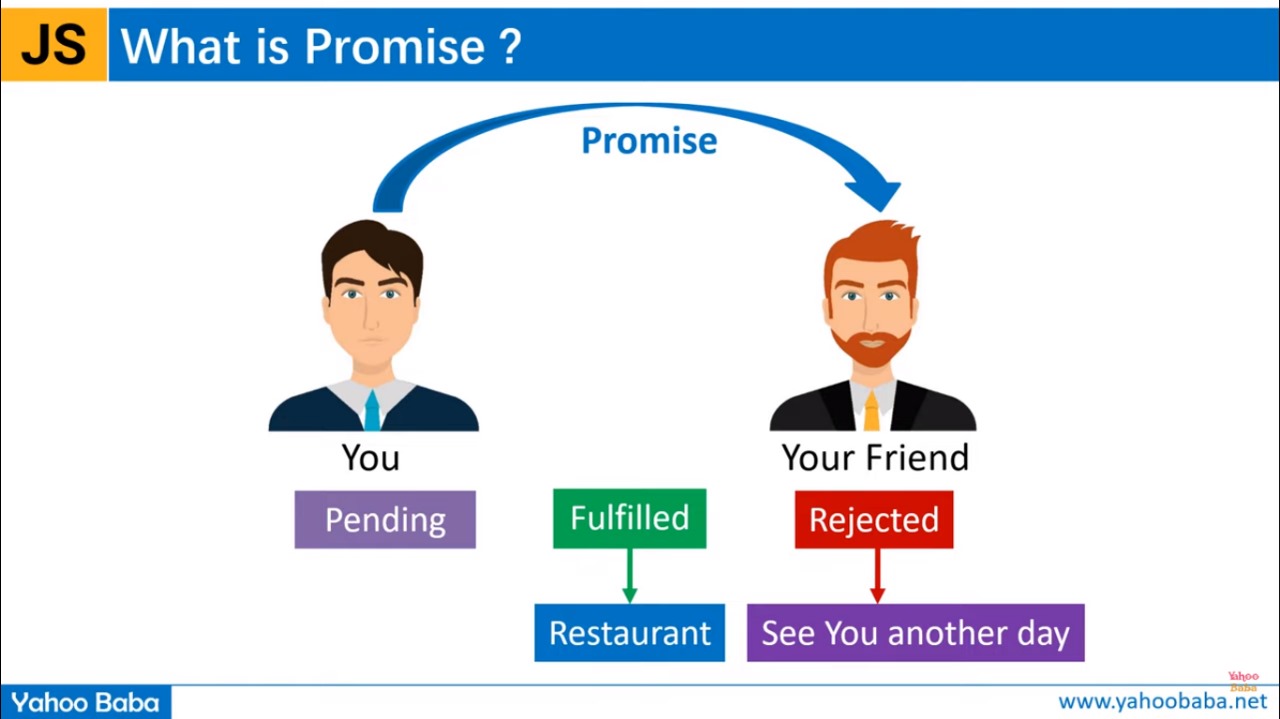 JS What is Promise ?
Promise
You
Your Friend
Pending
Fulfilled
Rejected
Restaurant
See You another day
Yahoo
Baba
Yahoo Baba
www.yahoobaba.net